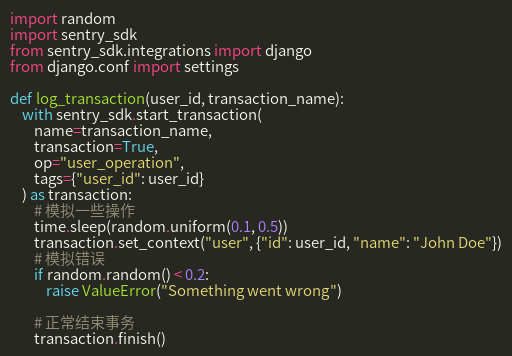 import random
import sentry_sdk
from sentry_sdk.integrations import django
from django.conf import settings

def log_transaction(user_id, transaction_name):
    with sentry_sdk.start_transaction(
        name=transaction_name,
        transaction=True,
        op="user_operation",
        tags={"user_id": user_id}
    ) as transaction:
        # 模拟一些操作
        time.sleep(random.uniform(0.1, 0.5))
        transaction.set_context("user", {"id": user_id, "name": "John Doe"})
        # 模拟错误
        if random.random() < 0.2:
            raise ValueError("Something went wrong")

        # 正常结束事务
        transaction.finish()